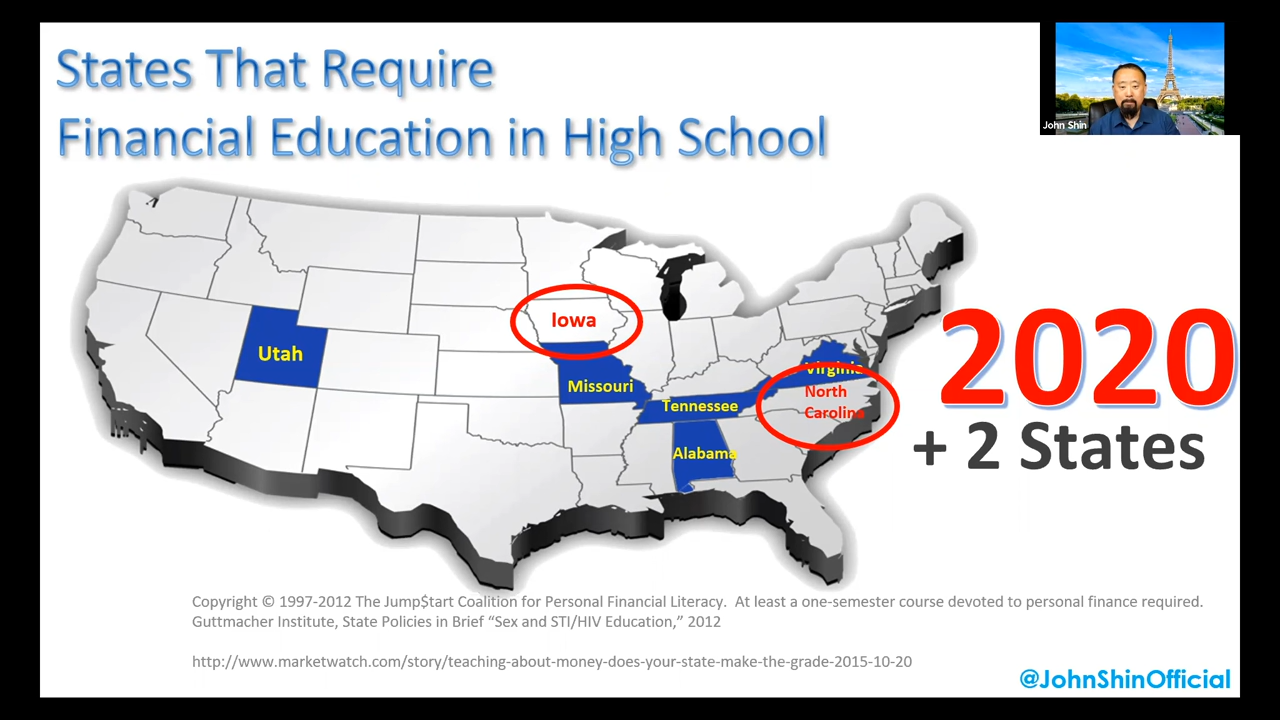 States That Require
Financial Education in High School
John Shin
Iowa
Utah
Missouri
Virginia
North
Carolina
Tennessee
Alabama
2020
+ 2 States
Copyright © 1997-2012 The Jump$tart Coalition for Personal Financial Literacy.  At least a one-semester course devoted to personal finance required.
Guttmacher Institute, State Policies in Brief “Sex and STI/HIV Education,” 2012
http://www.marketwatch.com/story/teaching-about-money-does-your-state-make-the-grade-2015-10-20
@JohnShinOfficial